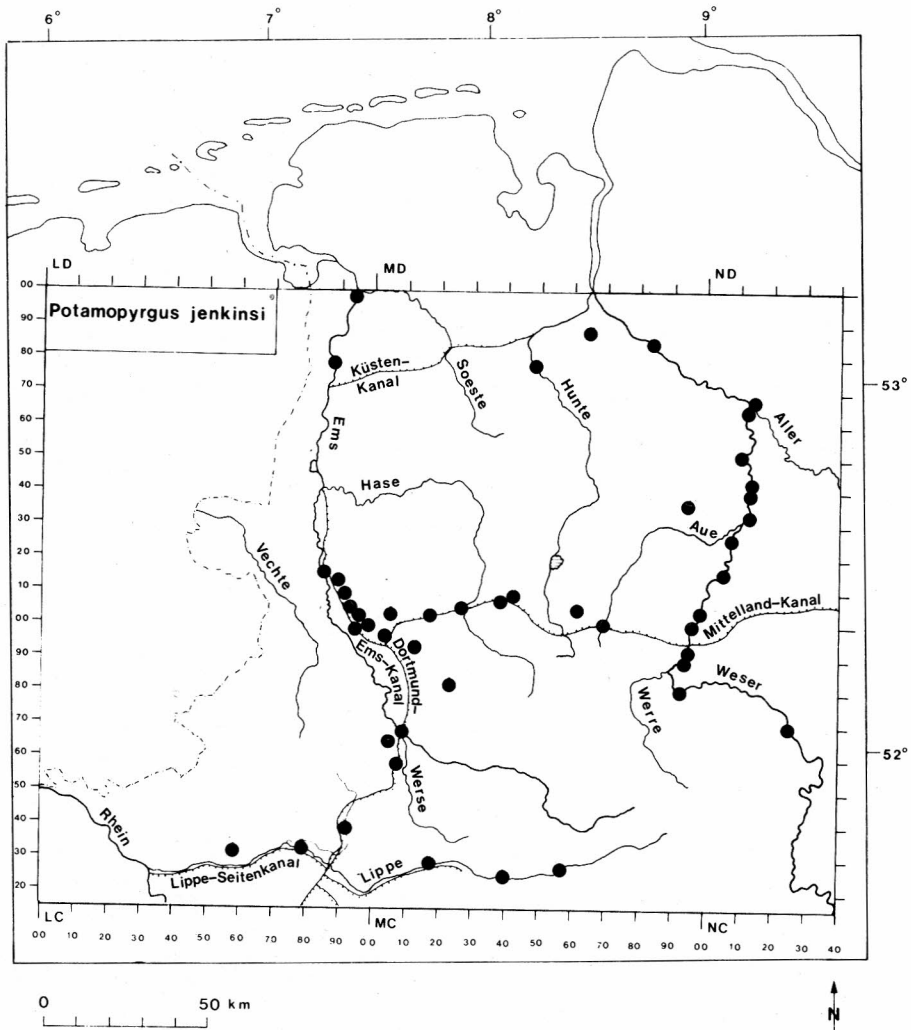 6° 7° 8° 9°
LD MD ND
Potamopyrgus jenkinsi
00
90
80
70
60
50
40
30
20
10
00
90
80
70
60
50
40
30
20
53°
52°
Küsten-
Kanal
Soeste
Hunte
Ems
Aller
Hase
Aue
Vechte
Mittelland-Kanal
Dortmund-
Ems-Kanal
Weser
Werre
Werse
Rhein
Lippe-Seitenkanal
Lippe
LC MC NC
00 10 20 30 40 50 60 70 80 90 00 10 20 30 40 50 60 70 80 90 00 10 20 30 40
0 50 km
N